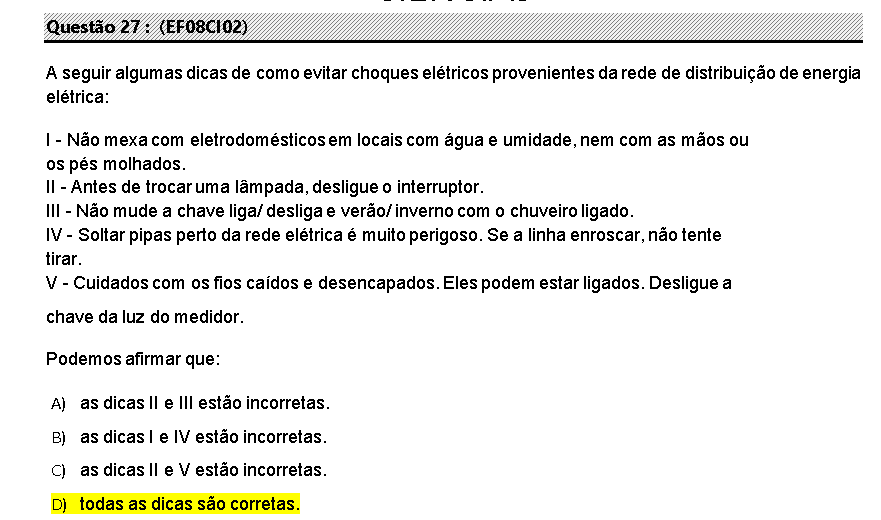 Questão 27 : (EF08CI02)
A seguir algumas dicas de como evitar choques elétricos provenientes da rede de distribuição de energia
elétrica:
I - Não mexa com eletrodomésticos em locais com água e umidade, nem com as mãos ou
os pés molhados.
II - Antes de trocar uma lâmpada, desligue o interruptor.
III - Não mude a chave liga/ desliga e verão/ inverno com o chuveiro ligado.
IV - Soltar pipas perto da rede elétrica é muito perigoso. Se a linha enroscar, não tente
tirar.
V - Cuidados com os fios caídos e desencapados. Eles podem estar ligados. Desligue a
chave da luz do medidor.
Podemos afirmar que:
A) as dicas II e III estão incorretas.
B) as dicas I e IV estão incorretas.
C) as dicas II e V estão incorretas.
D) todas as dicas são corretas.